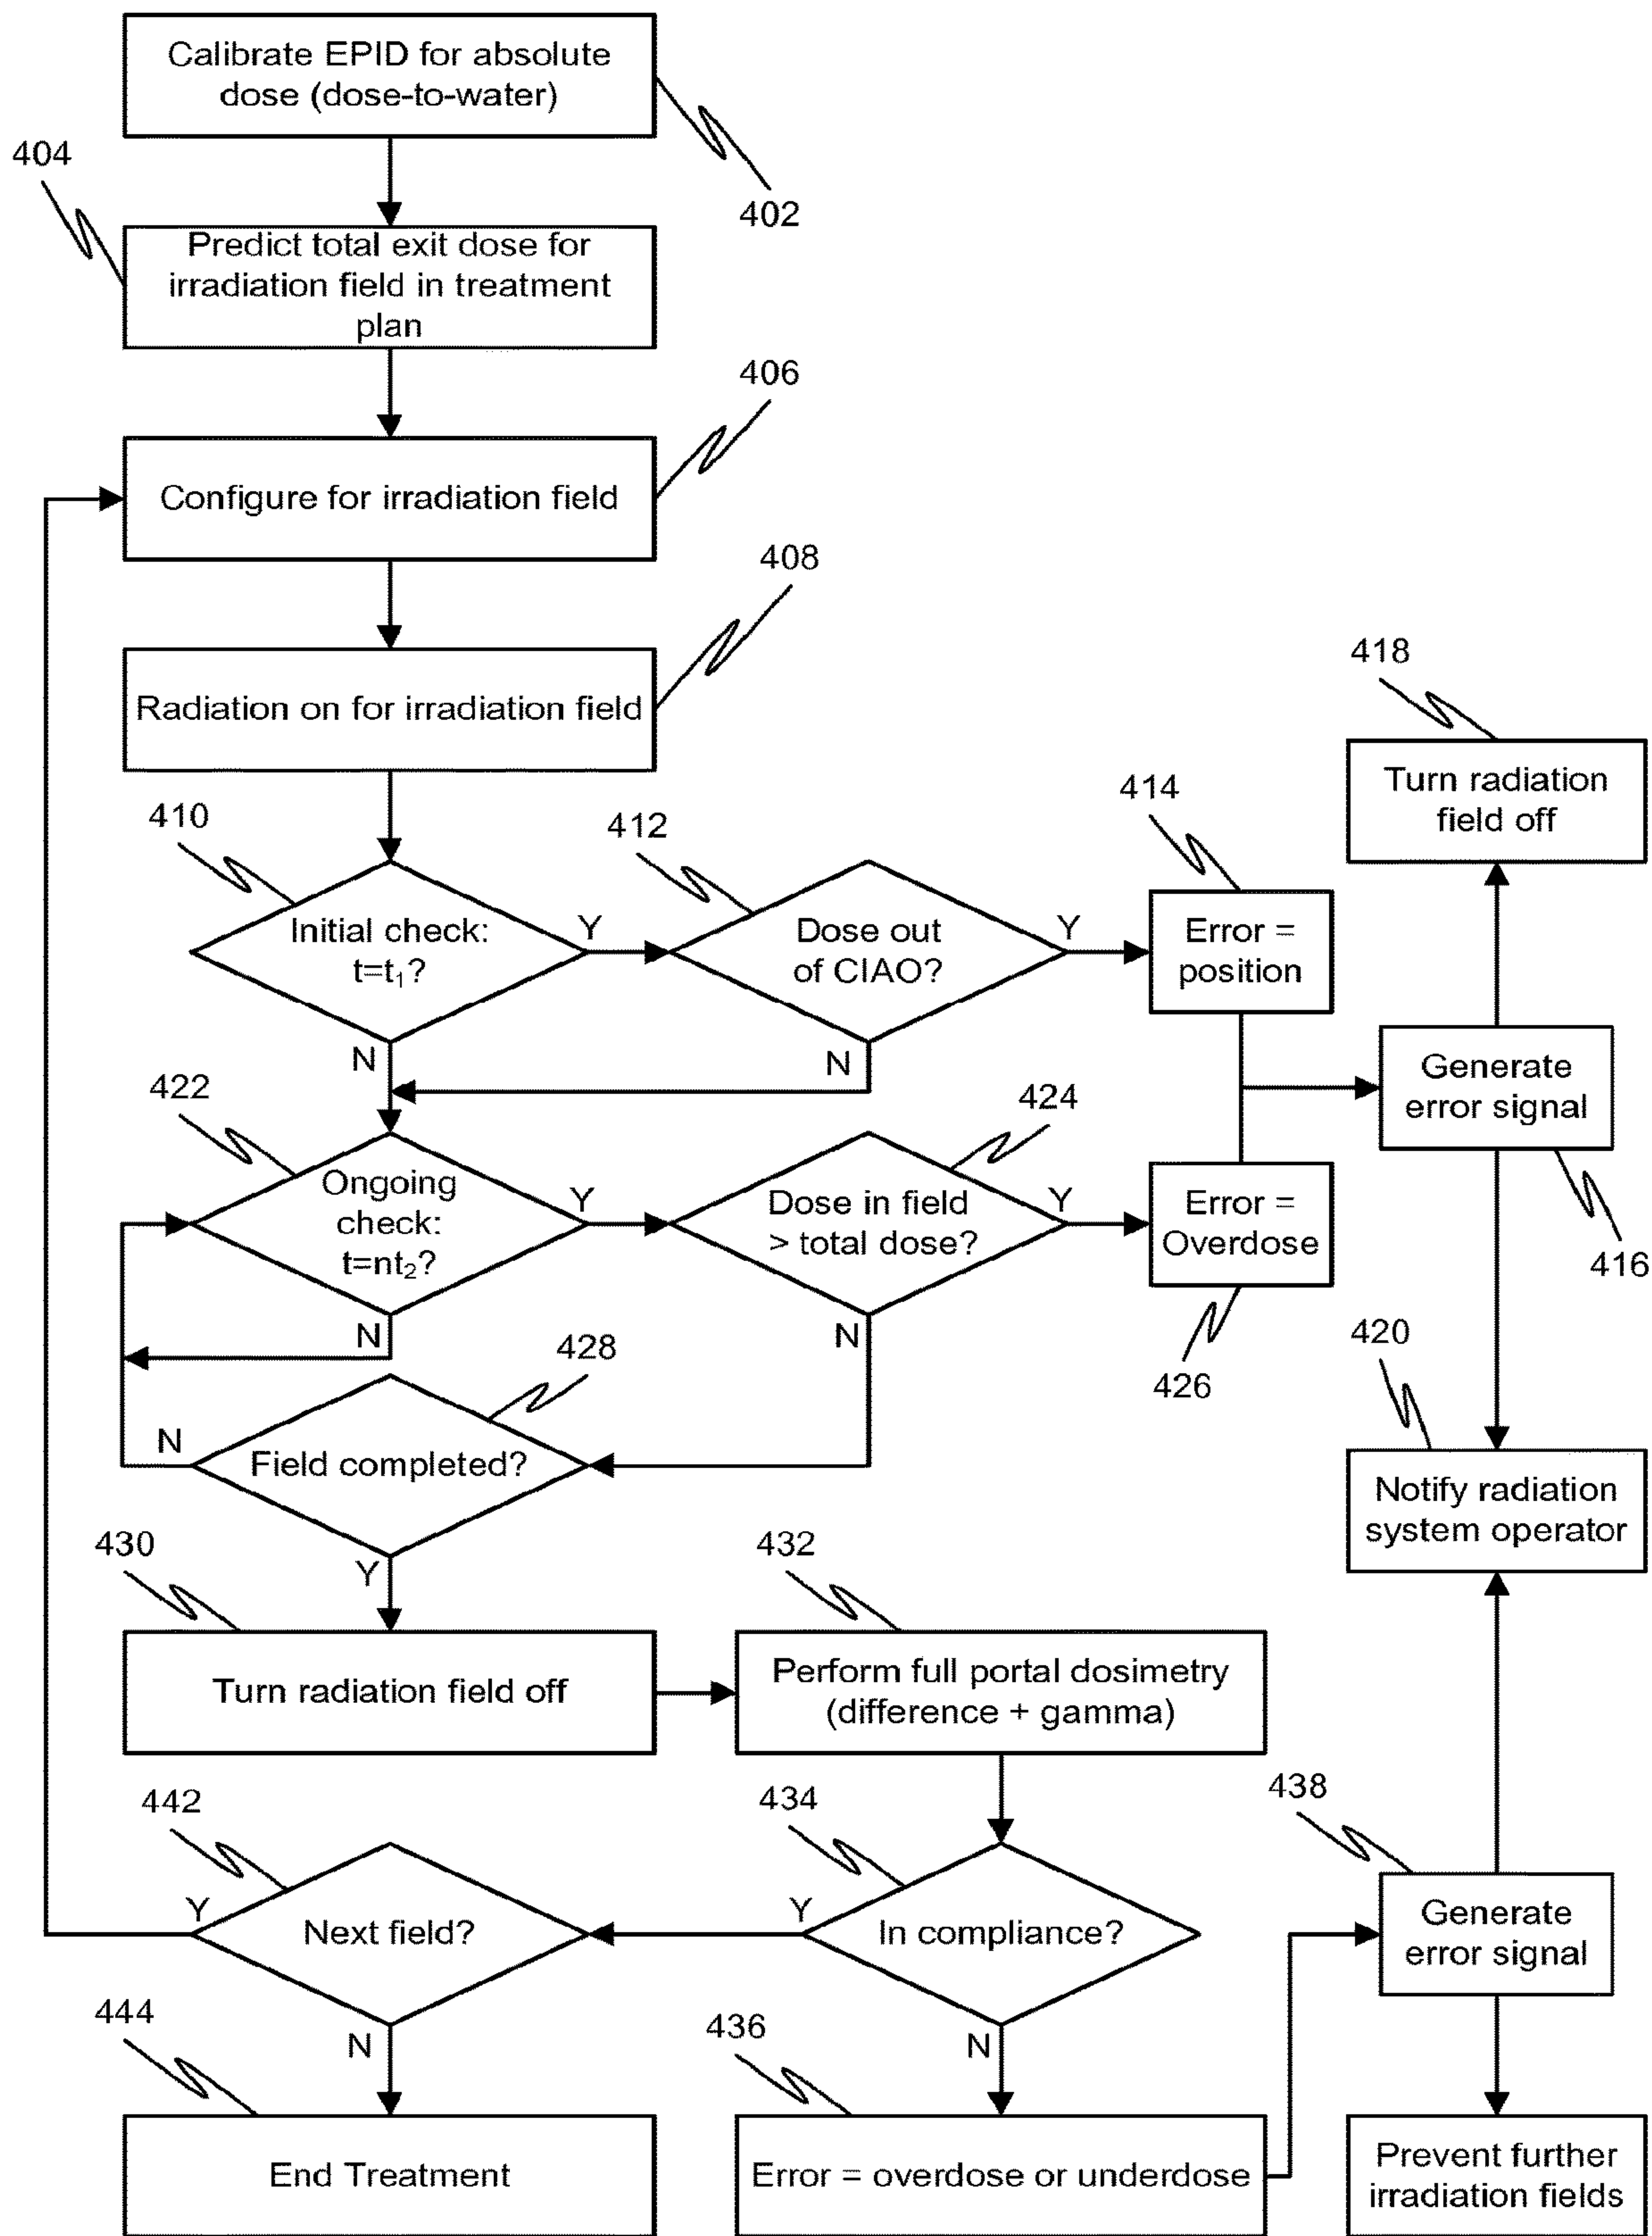 Calibrate EPID for absolute
dose (dose-to-water)
402
404
Predict total exit dose for
irradiation field in treatment
plan
406
Configure for irradiation field
408
Radiation on for irradiation field
410
Initial check:
t=t₁?
Y
N
412
Dose out
of CIAO?
Y
N
414
Error =
position
418
Turn radiation
field off
Generate
error signal
416
422
Ongoing
check:
t=nt₂?
Y
N
424
Dose in field
> total dose?
Y
N
Error =
Overdose
426
420
Notify radiation
system operator
428
Field completed?
N
Y
430
Turn radiation field off
432
Perform full portal dosimetry
(difference + gamma)
434
In compliance?
Y
N
442
Next field?
Y
N
444
End Treatment
436
Error = overdose or underdose
438
Generate
error signal
Prevent further
irradiation fields